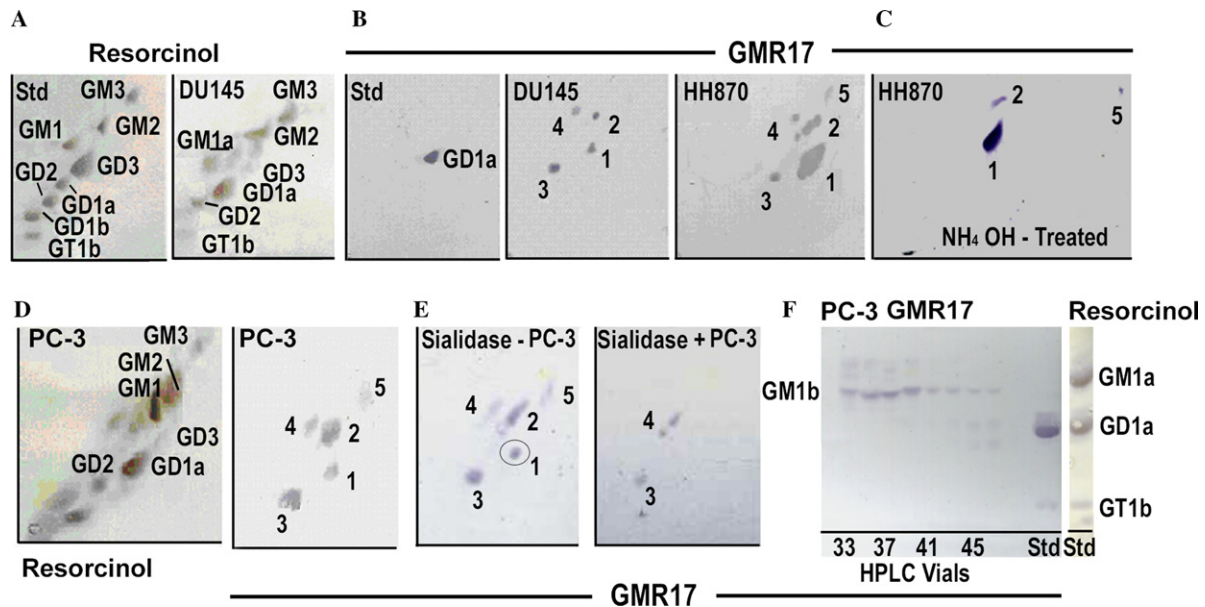 A
B
C
Resorcinol
GMR17
Std
GM3
GM1
GM2
GD2
GD3
GD1a
GD1b
GT1b
DU145
GM3
GM1a
GM2
GD3
GD1a
GD2
GT1b
Std
GD1a
DU145
4
2
1
3
HH870
5
4
2
3
1
HH870
2
5
1
NH4 OH - Treated
D
E
F
PC-3
GM3
GM2
GM1
GD3
GD2
GD1a
Resorcinol
PC-3
5
4
2
1
3
Sialidase - PC-3
5
4
2
1
3
Sialidase + PC-3
4
3
PC-3 GMR17
Resorcinol
GM1b
GM1a
GD1a
GT1b
33 37 41 45 Std Std
HPLC Vials
GMR17